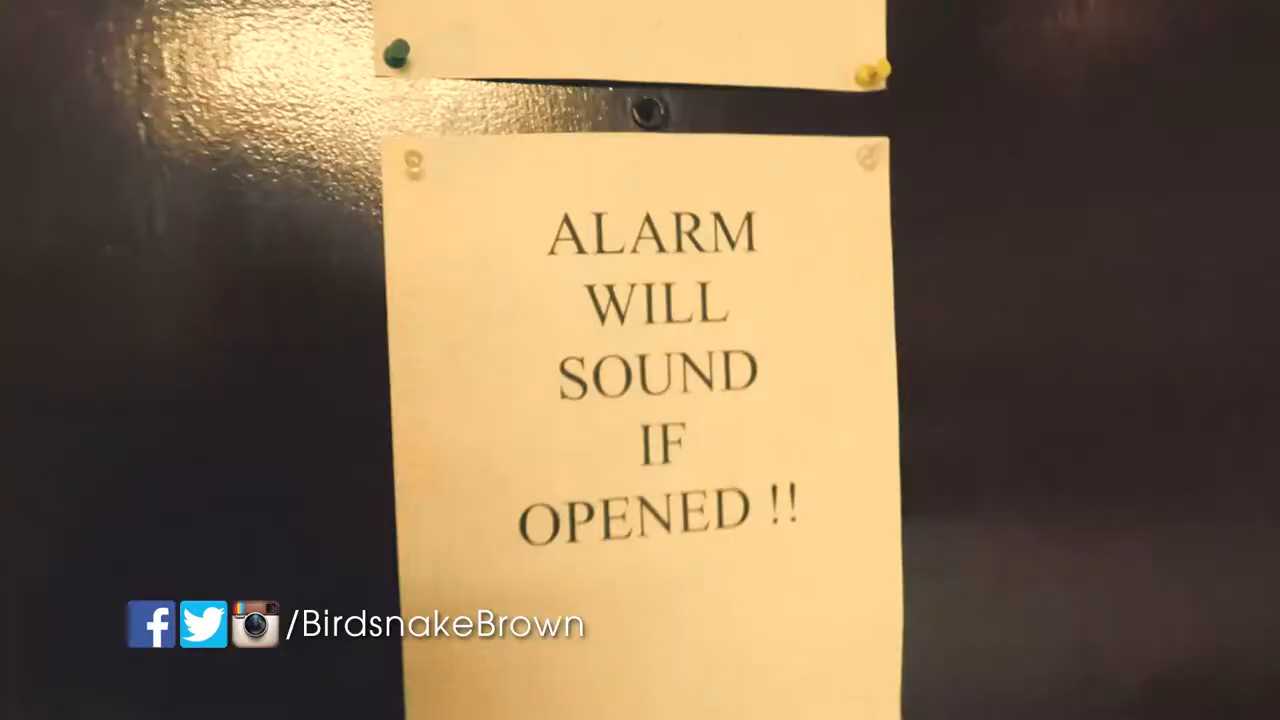 ALARM
WILL
SOUND
IF
OPENED !!
/BirdsnakeBrown